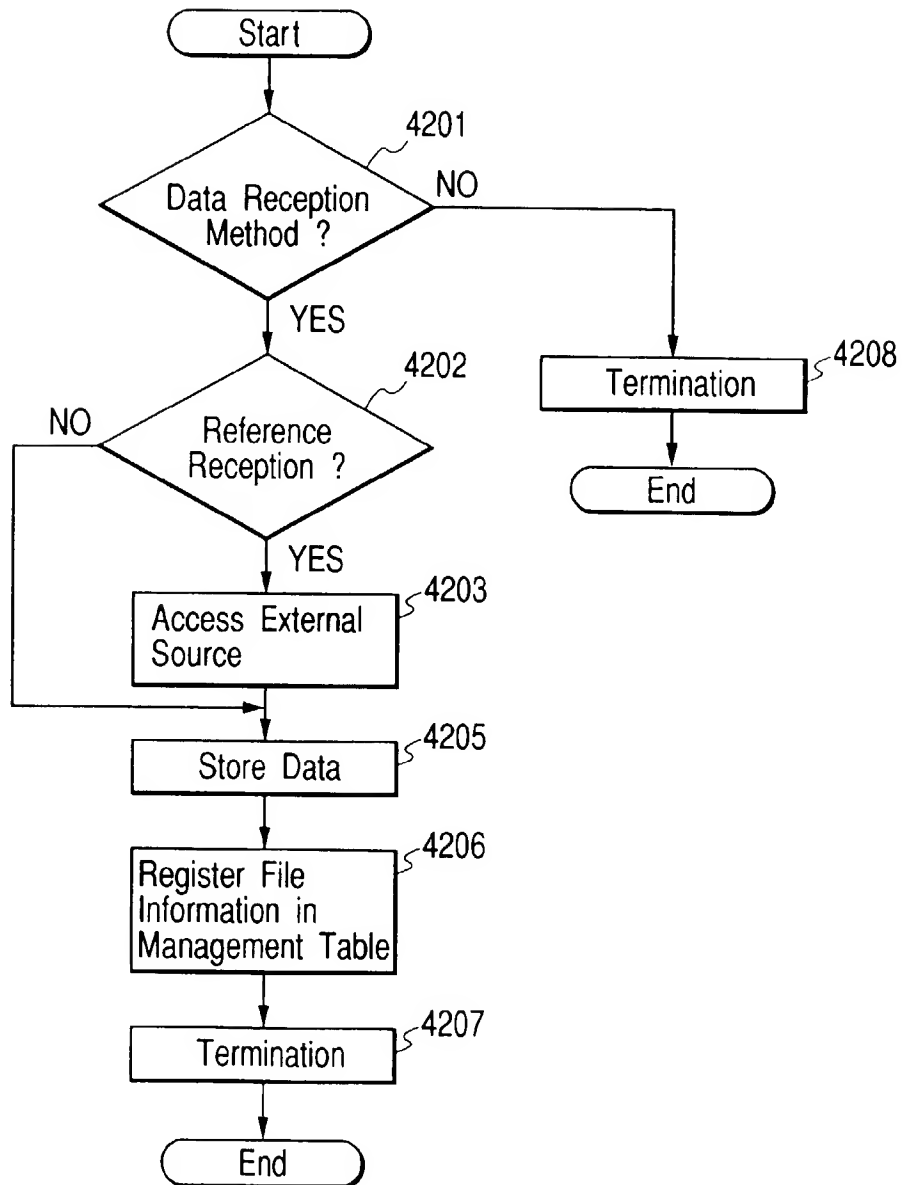 Start
4201
Data Reception
Method ?
NO
YES
4202
NO
Reference
Reception ?
4208
Termination
End
YES
4203
Access External
Source
4205
Store Data
4206
Register File
Information in
Management Table
4207
Termination
End